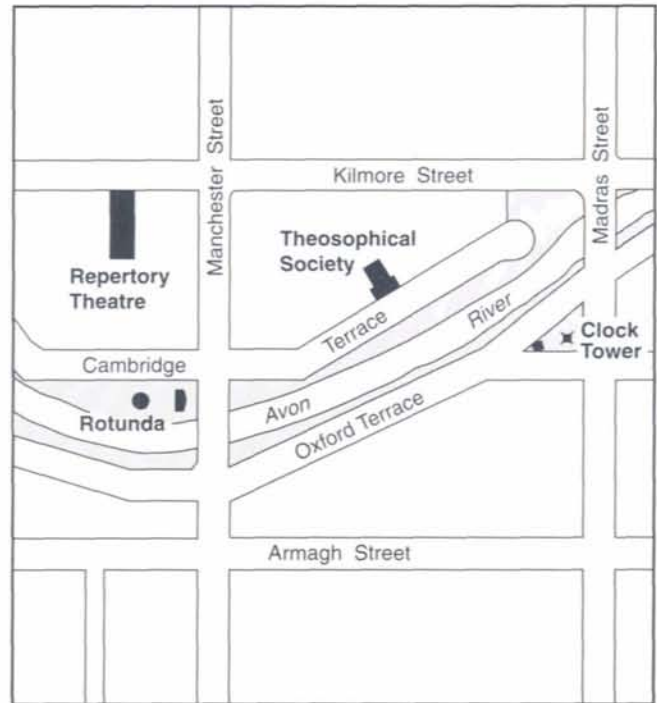 Manchester Street
Madras Street
Kilmore Street
Repertory
Theatre
Theosophical
Society
Cambridge
Terrace
River
Avon
Clock
Tower
Rotunda
Oxford Terrace
Armagh Street